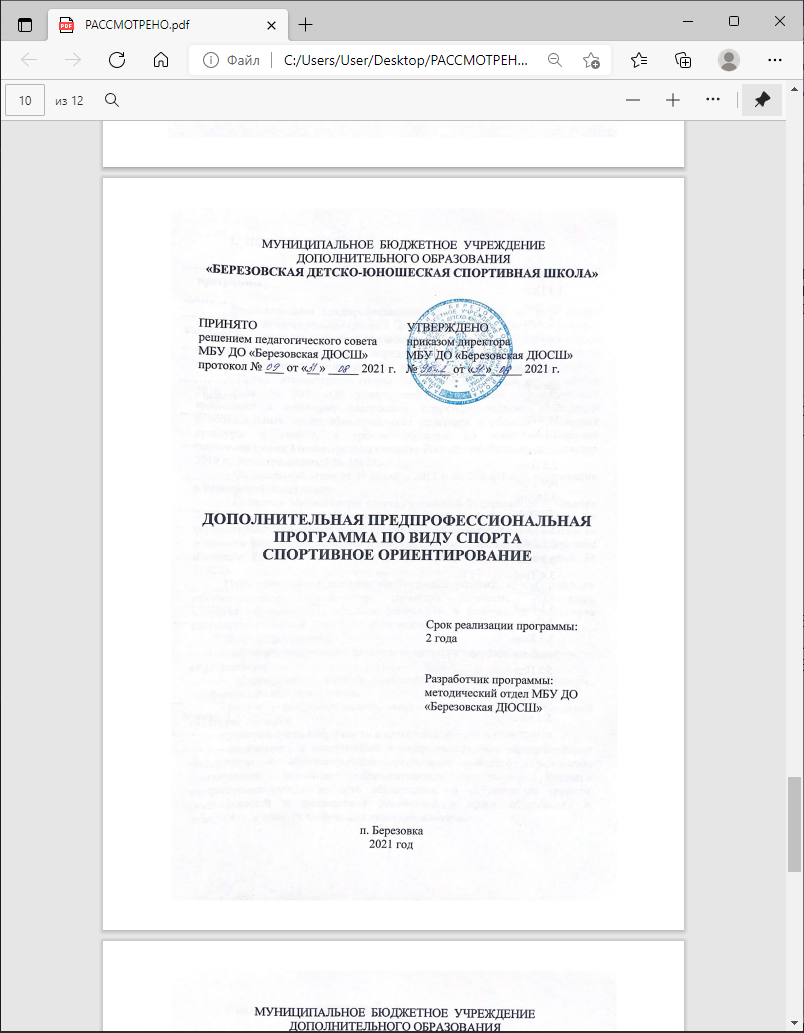 РАССМОТРЕНО.pdf
Файл
C:/Users/User/Desktop/РАССМОТРЕН...
10 из 12
МУНИЦИПАЛЬНОЕ БЮДЖЕТНОЕ УЧРЕЖДЕНИЕ
ДОПОЛНИТЕЛЬНОГО ОБРАЗОВАНИЯ
«БЕРЕЗОВСКАЯ ДЕТСКО-ЮНОШЕСКАЯ СПОРТИВНАЯ ШКОЛА»
ПРИНЯТО
решением педагогического совета
МБУ ДО «Березовская ДЮСШ»
протокол № 09 от «31» 08 2021 г.
УТВЕРЖДЕНО
приказом директора
МБУ ДО «Березовская ДЮСШ»
№ от «31» 08 2021 г.
ДОПОЛНИТЕЛЬНАЯ ПРЕДПРОФЕССИОНАЛЬНАЯ
ПРОГРАММА ПО ВИДУ СПОРТА
СПОРТИВНОЕ ОРИЕНТИРОВАНИЕ
Срок реализации программы:
2 года
Разработчик программы:
методический отдел МБУ ДО
«Березовская ДЮСШ»
п. Березовка
2021 год
МУНИЦИПАЛЬНОЕ БЮДЖЕТНОЕ УЧРЕЖДЕНИЕ
ДОПОЛНИТЕЛЬНОГО ОБРАЗОВАНИЯ